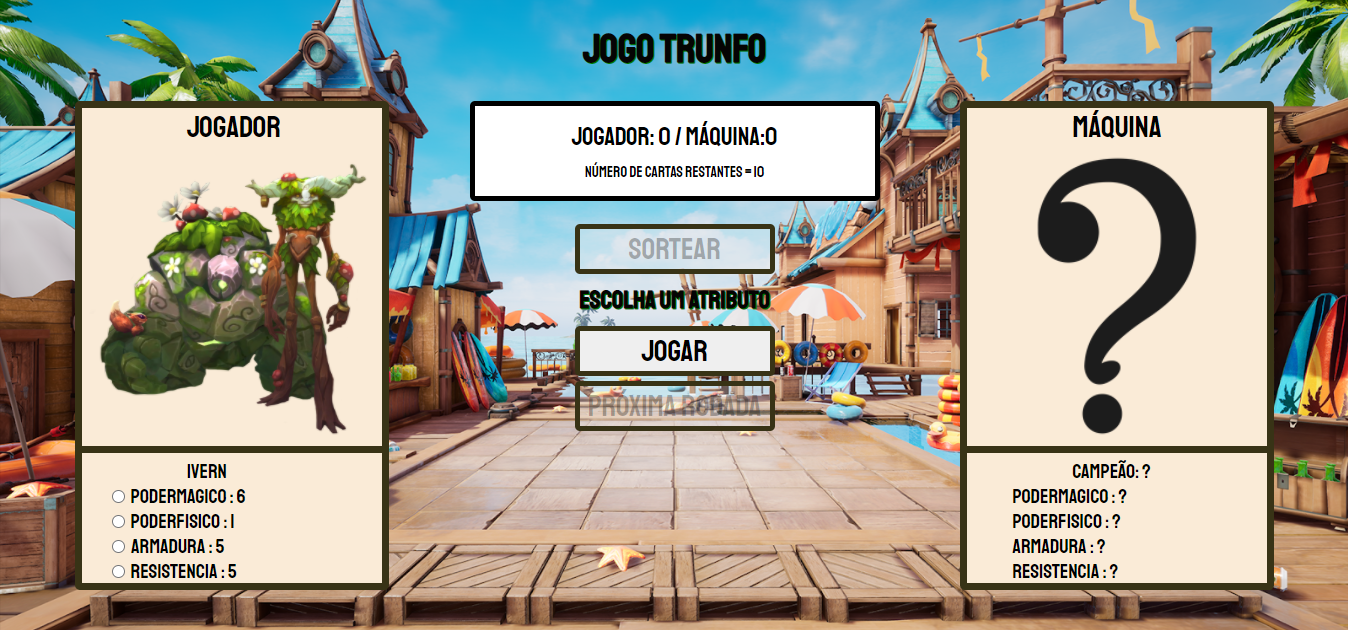 JOGO TRUNFO
JOGADOR
IVERN
PODERMAGICO : 6
PODERFISICO : 1
ARMADURA : 5
RESISTENCIA : 5
JOGADOR: 0 / MÁQUINA:0
NÚMERO DE CARTAS RESTANTES = 10
SORTEAR
ESCOLHA UM ATRIBUTO
JOGAR
PROXIMA RODADA
MÁQUINA
?
CAMPEÃO: ?
PODERMAGICO : ?
PODERFISICO : ?
ARMADURA : ?
RESISTENCIA : ?